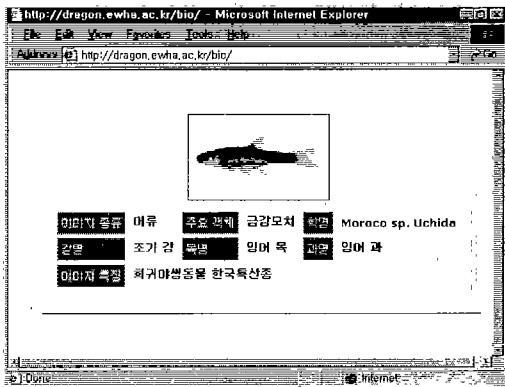 http://dragon.ewha.ac.kr/bio/ - Microsoft Internet Explorer
File Edit View Favorites Tools Help
Address http://dragon.ewha.ac.kr/bio/ Go
이미지 종류 어류 주요 객체 금강모치 학명 Moroco sp. Uchida
강명 조기 강 목명 잉어 목 과명 잉어 과
이미지 특징 희귀야생동물 한국특산종
Done Internet